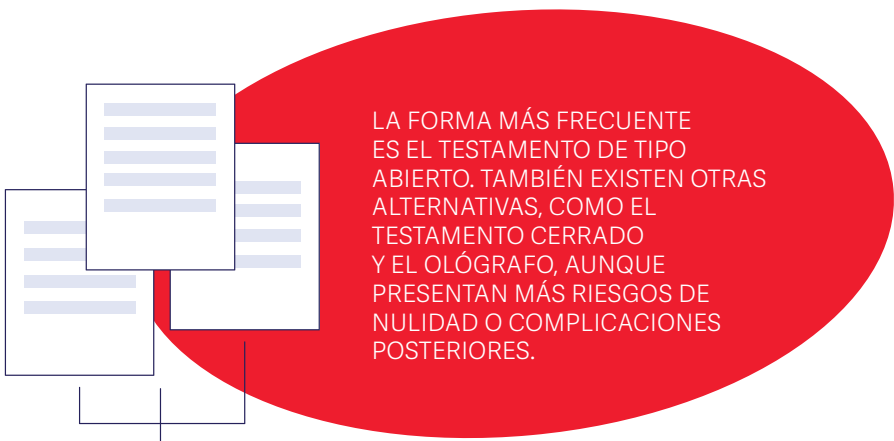 LA FORMA MÁS FRECUENTE
ES EL TESTAMENTO DE TIPO
ABIERTO. TAMBIÉN EXISTEN OTRAS
ALTERNATIVAS, COMO EL
TESTAMENTO CERRADO
Y EL OLÓGRAFO, AUNQUE
PRESENTAN MÁS RIESGOS DE
NULIDAD O COMPLICACIONES
POSTERIORES.